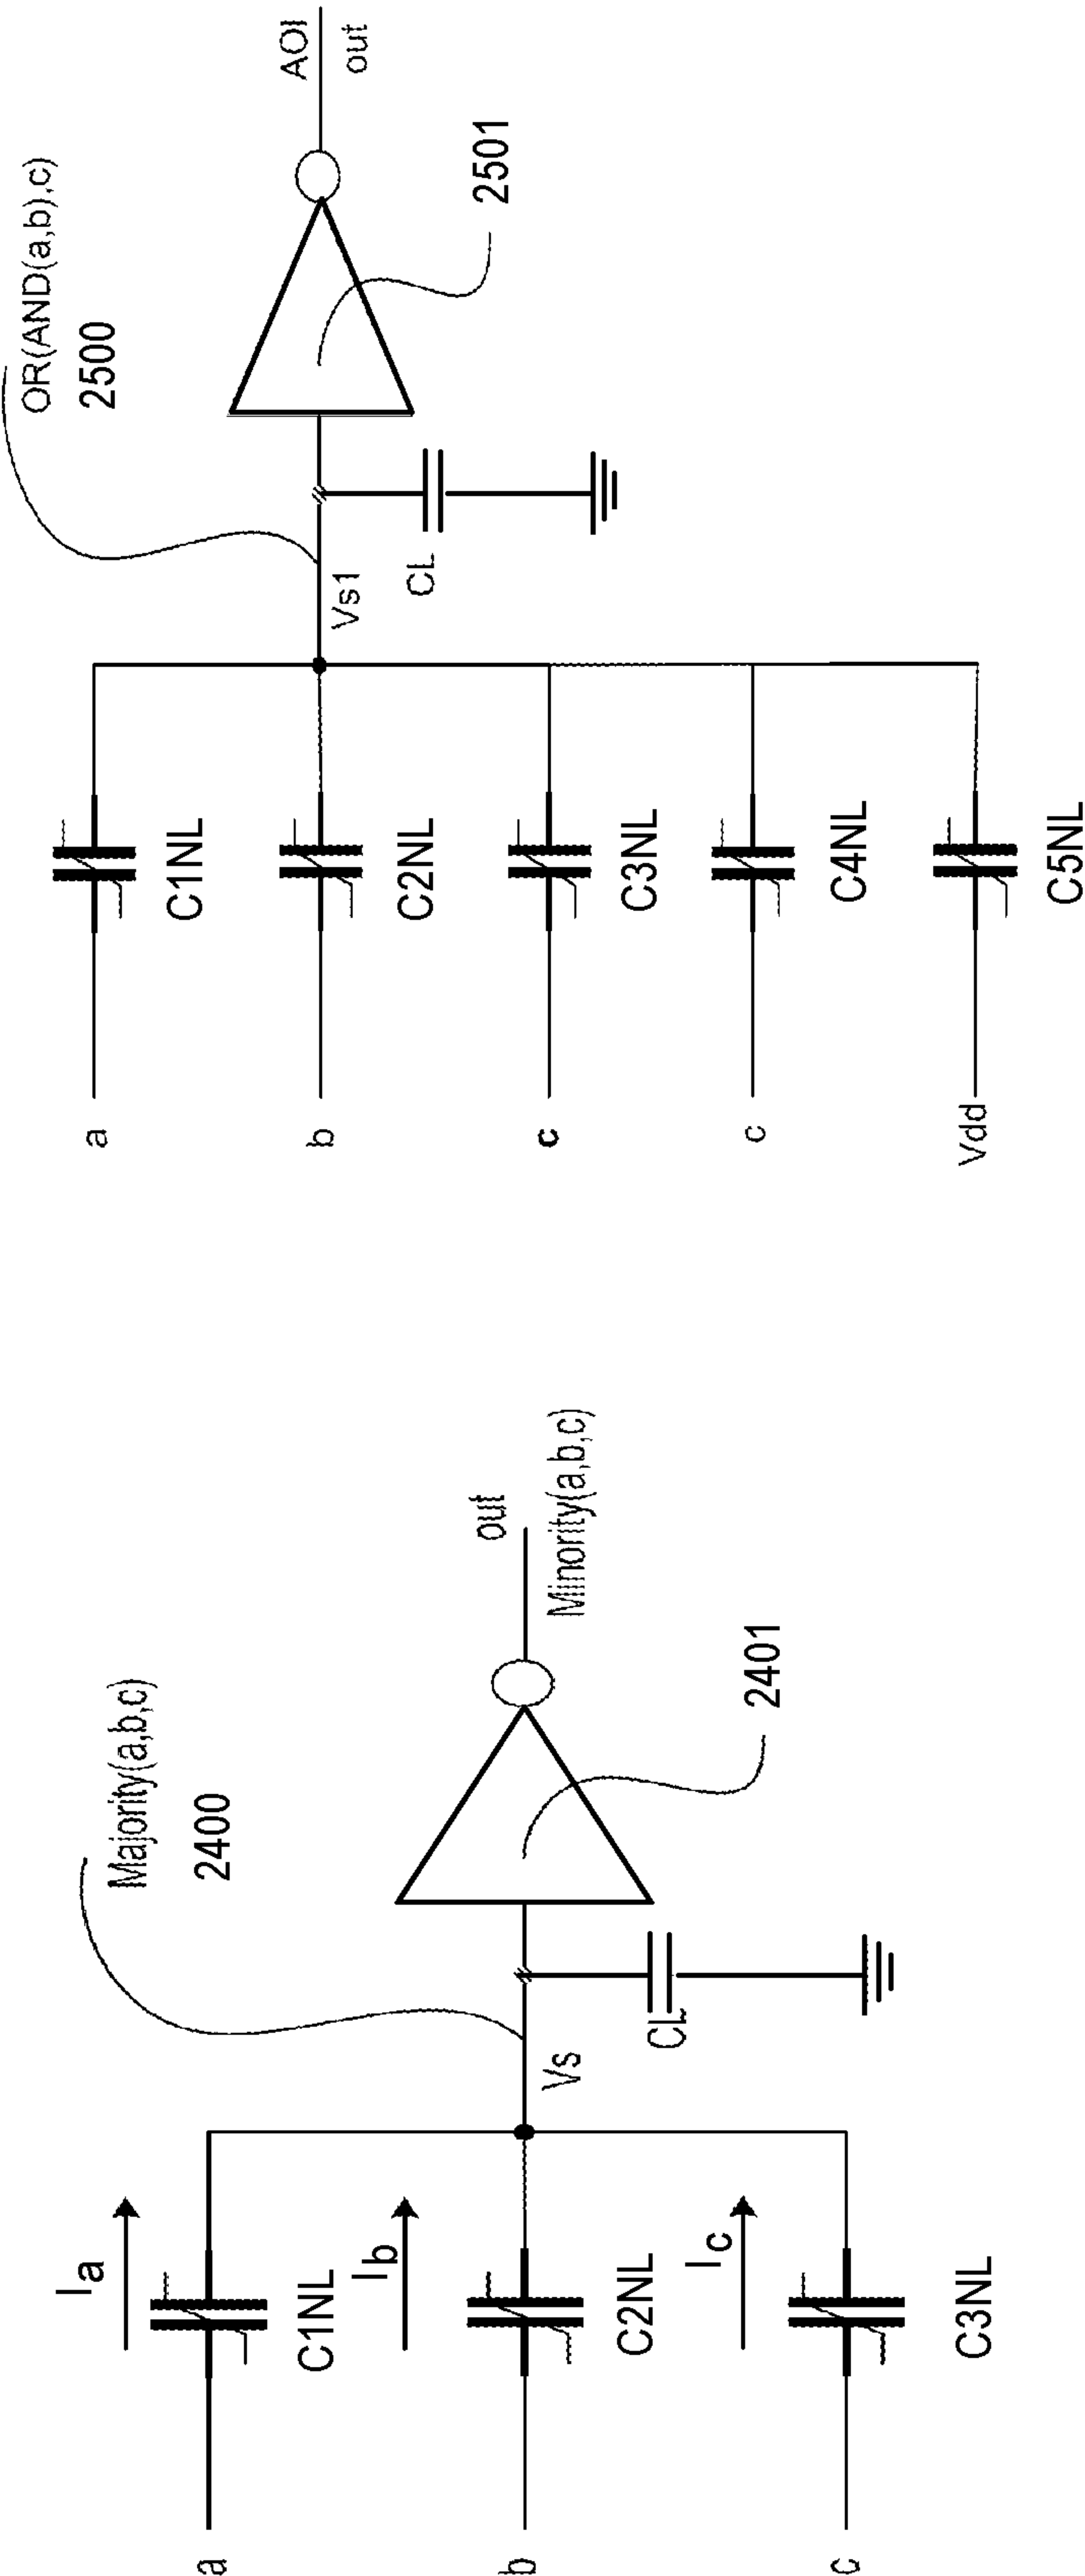 Majority(a,b,c)
2400
Ia
a
C1NL
Ib
b
C2NL
Ic
c
C3NL
Vs
CL
2401
out
Minority(a,b,c)
OR(AND(a,b),c)
2500
a
C1NL
b
C2NL
c
C3NL
c
C4NL
Vdd
C5NL
Vs1
CL
2501
AOI
out